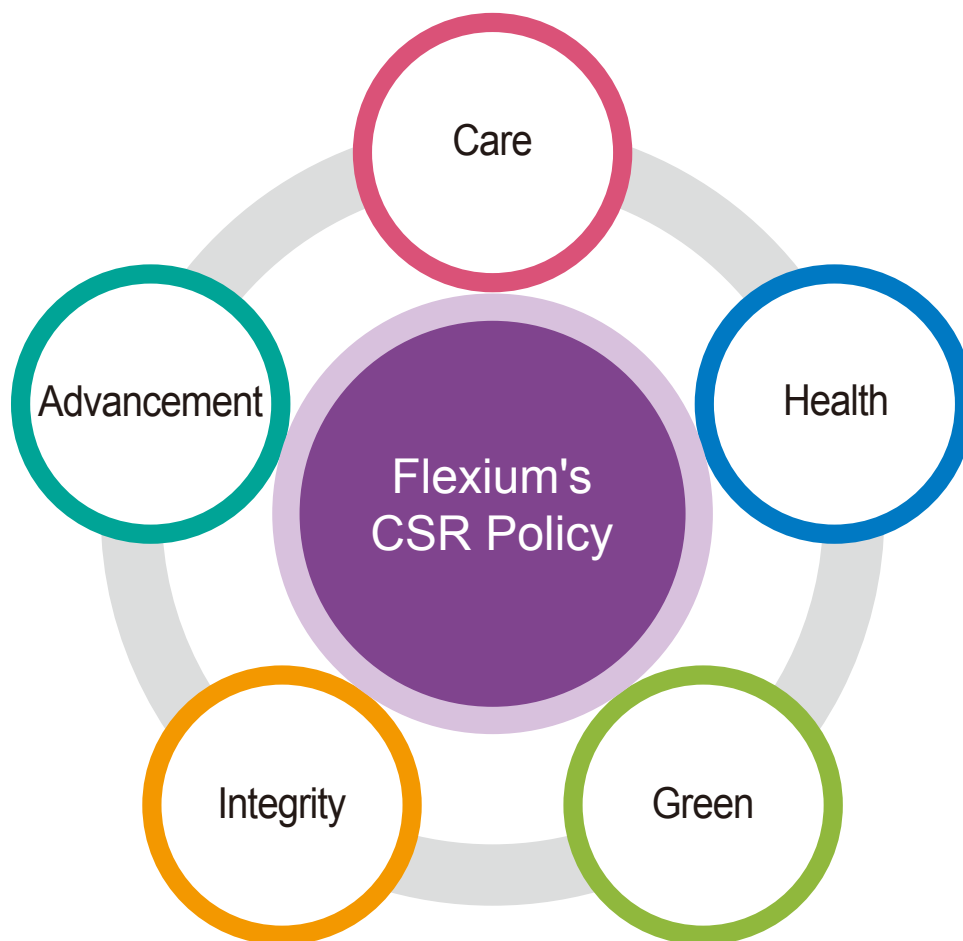 Care
Health
Green
Integrity
Advancement
Flexium's
CSR Policy